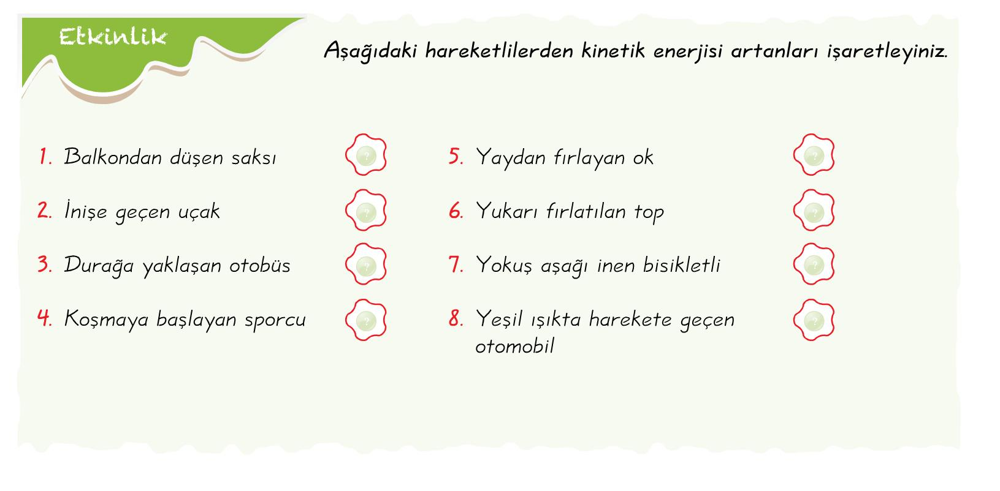 Etkinlik
Aşağıdaki hareketlilerden kinetik enerjisi artanları işaretleyiniz.
1. Balkondan düşen saksı ?
2. İnişe geçen uçak ?
3. Durağa yaklaşan otobüs ?
4. Koşmaya başlayan sporcu ?
5. Yaydan fırlayan ok ?
6. Yukarı fırlatılan top ?
7. Yokuş aşağı inen bisikletli ?
8. Yeşil ışıkta harekete geçen ?
otomobil